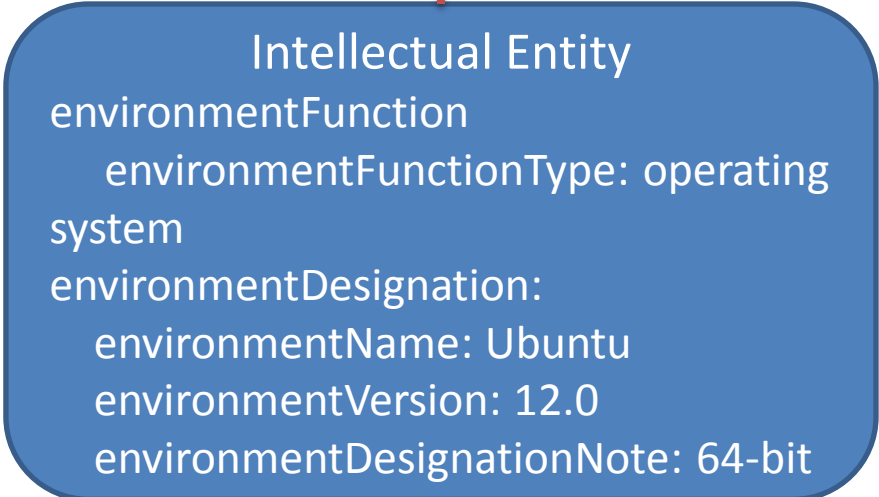 Intellectual Entity
environmentFunction
environmentFunctionType: operating
system
environmentDesignation:
environmentName: Ubuntu
environmentVersion: 12.0
environmentDesignationNote: 64-bit